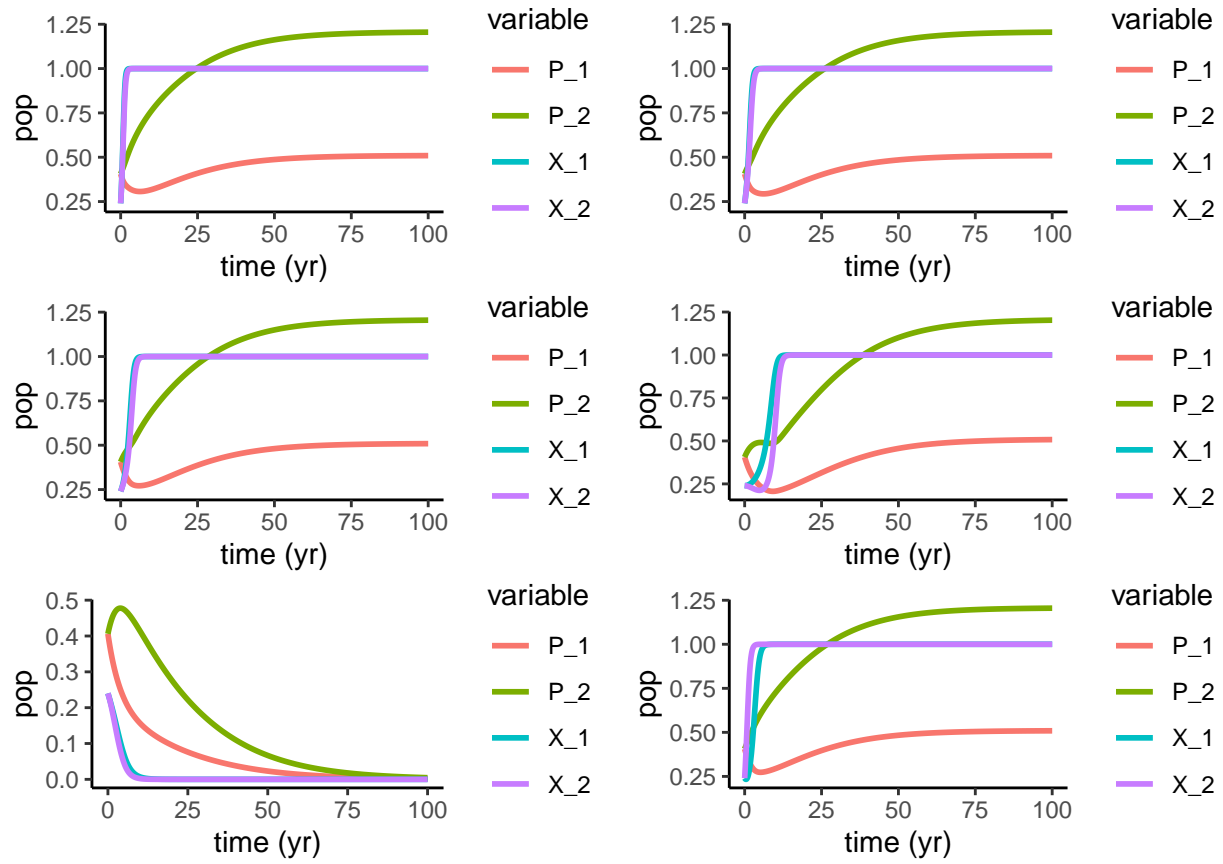 pop
1.25
1.00
0.75
0.50
0.25
0 25 50 75 100
time (yr)
variable
P_1
P_2
X_1
X_2
pop
1.25
1.00
0.75
0.50
0.25
0 25 50 75 100
time (yr)
variable
P_1
P_2
X_1
X_2
pop
1.25
1.00
0.75
0.50
0.25
0 25 50 75 100
time (yr)
variable
P_1
P_2
X_1
X_2
pop
1.25
1.00
0.75
0.50
0.25
0 25 50 75 100
time (yr)
variable
P_1
P_2
X_1
X_2
pop
0.5
0.4
0.3
0.2
0.1
0.0
0 25 50 75 100
time (yr)
variable
P_1
P_2
X_1
X_2
pop
1.25
1.00
0.75
0.50
0.25
0 25 50 75 100
time (yr)
variable
P_1
P_2
X_1
X_2